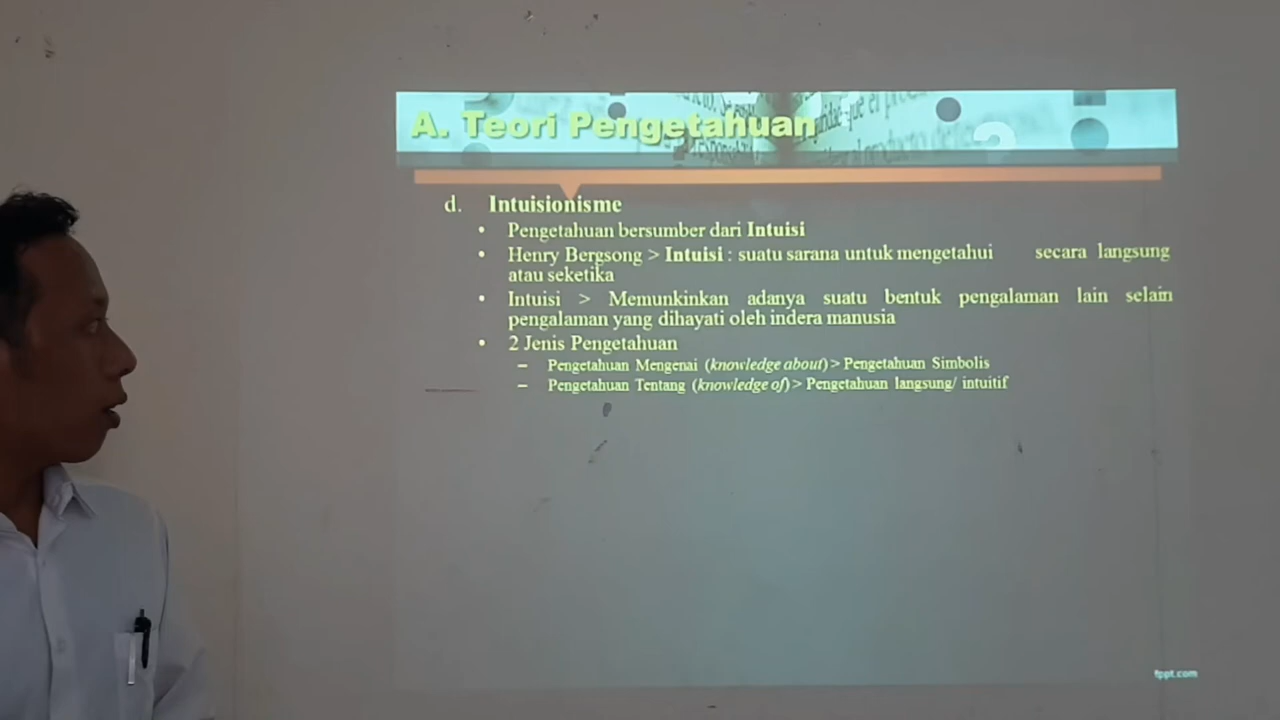 A. Teori Pengetahuan
d. Intuisionisme
• Pengetahuan bersumber dari Intuisi
• Henry Bergsong > Intuisi : suatu sarana untuk mengetahui secara langsung
atau seketika
• Intuisi > Memunkinkan adanya suatu bentuk pengalaman lain selain
pengalaman yang dihayati oleh indera manusia
• 2 Jenis Pengetahuan
– Pengetahuan Mengenai (knowledge about) > Pengetahuan Simbolis
– Pengetahuan Tentang (knowledge of) > Pengetahuan langsung/ intuitif
fppt.com